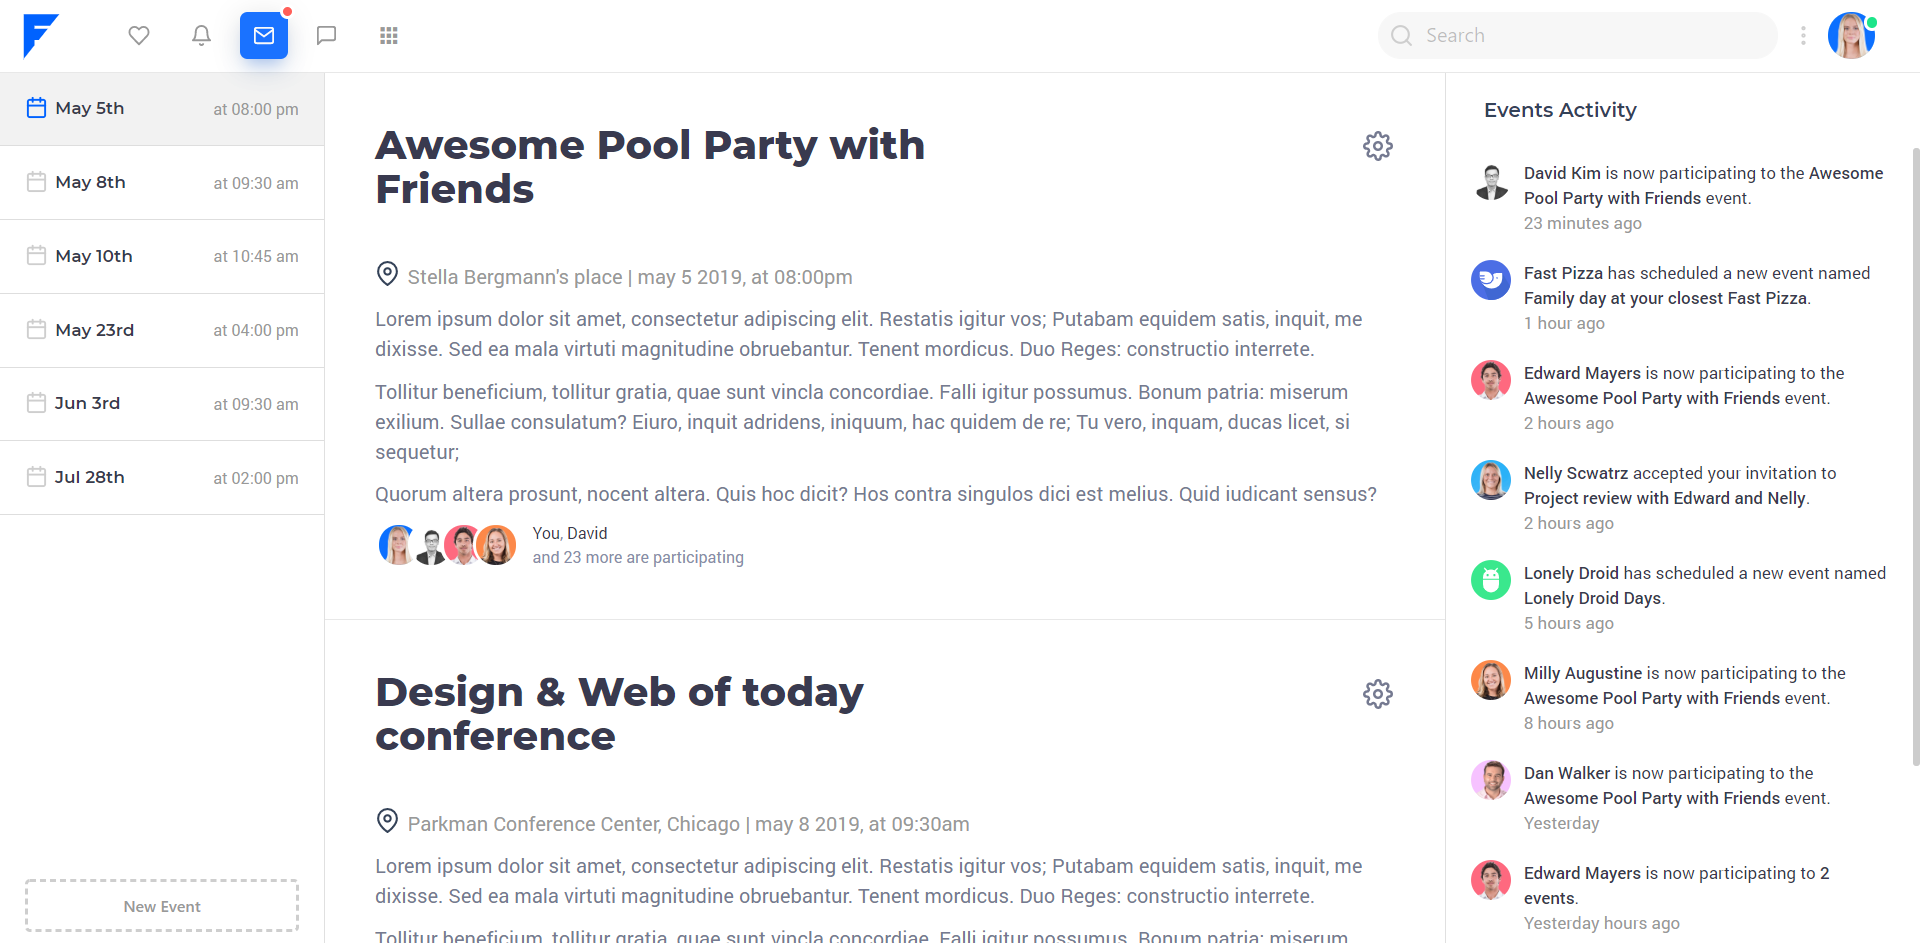 Search
May 5th
at 08:00 pm
May 8th
at 09:30 am
May 10th
at 10:45 am
May 23rd
at 04:00 pm
Jun 3rd
at 09:30 am
Jul 28th
at 02:00 pm
New Event
Awesome Pool Party with
Friends
Stella Bergmann's place | may 5 2019, at 08:00pm
Lorem ipsum dolor sit amet, consectetur adipiscing elit. Restatis igitur vos; Putabam equidem satis, inquit, me
dixisse. Sed ea mala virtuti magnitudine obruebantur. Tenent mordicus. Duo Reges: constructio interrete.
Tollitur beneficium, tollitur gratia, quae sunt vincla concordiae. Falli igitur possumus. Bonum patria: miserum
exilium. Sullae consulatum? Eiuro, inquit adridens, iniquum, hac quidem de re; Tu vero, inquam, ducas licet, si
sequetur;
Quorum altera prosunt, nocent altera. Quis hoc dicit? Hos contra singulos dici est melius. Quid iudicant sensus?
You, David
and 23 more are participating
Design & Web of today
conference
Parkman Conference Center, Chicago | may 8 2019, at 09:30am
Lorem ipsum dolor sit amet, consectetur adipiscing elit. Restatis igitur vos; Putabam equidem satis, inquit, me
dixisse. Sed ea mala virtuti magnitudine obruebantur. Tenent mordicus. Duo Reges: constructio interrete.
Tollitur beneficium, tollitur gratia, quae sunt vincla concordiae. Falli igitur possumus. Bonum patria: miserum
Events Activity
David Kim is now participating to the Awesome
Pool Party with Friends event.
23 minutes ago
Fast Pizza has scheduled a new event named
Family day at your closest Fast Pizza.
1 hour ago
Edward Mayers is now participating to the
Awesome Pool Party with Friends event.
2 hours ago
Nelly Scwatrz accepted your invitation to
Project review with Edward and Nelly.
2 hours ago
Lonely Droid has scheduled a new event named
Lonely Droid Days.
5 hours ago
Milly Augustine is now participating to the
Awesome Pool Party with Friends event.
8 hours ago
Dan Walker is now participating to the
Awesome Pool Party with Friends event.
Yesterday
Edward Mayers is now participating to 2
events.
Yesterday hours ago